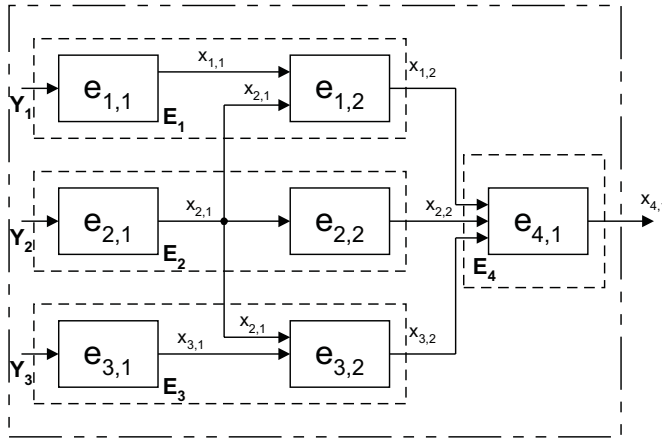 Y1
e1,1
E1
x1,1
x2,1
e1,2
x1,2
Y2
e2,1
E2
x2,1
e2,2
x2,2
Y3
e3,1
E3
x3,1
x2,1
e3,2
x3,2
e4,1
E4